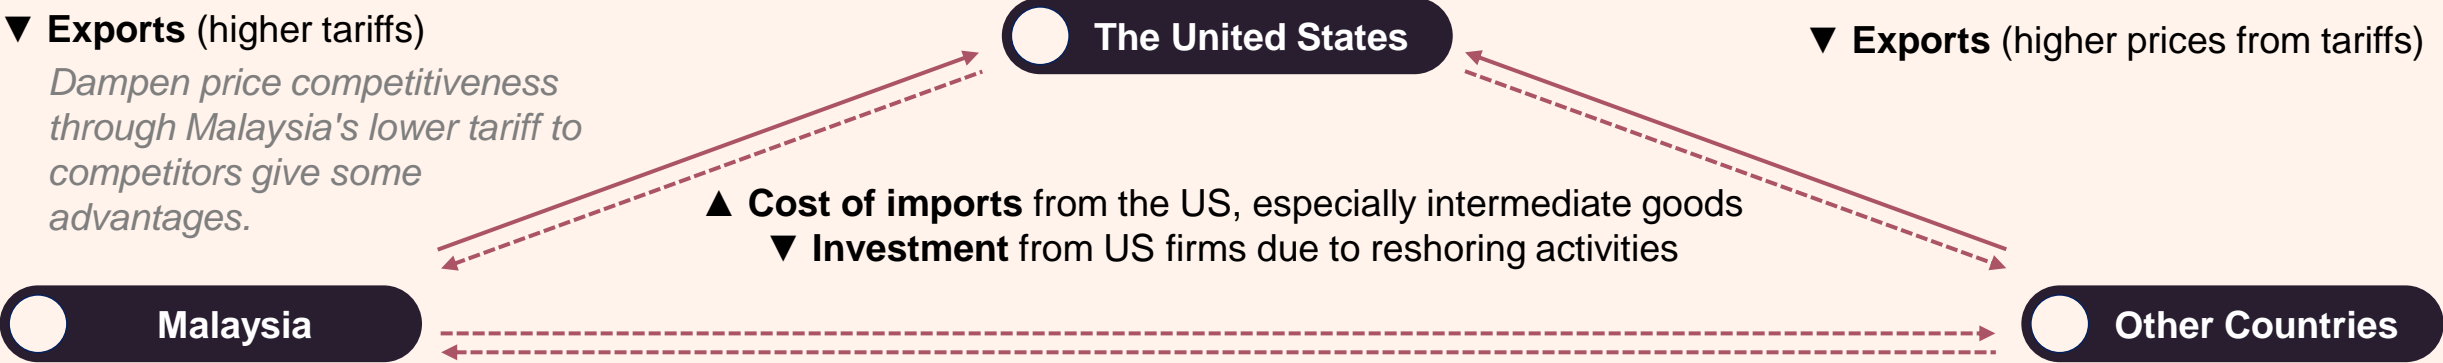 ▼ Exports (higher tariffs)
Dampen price competitiveness
through Malaysia's lower tariff to
competitors give some
advantages.
The United States
▼ Exports (higher prices from tariffs)
▲ Cost of imports from the US, especially intermediate goods
▼ Investment from US firms due to reshoring activities
Malaysia
Other Countries